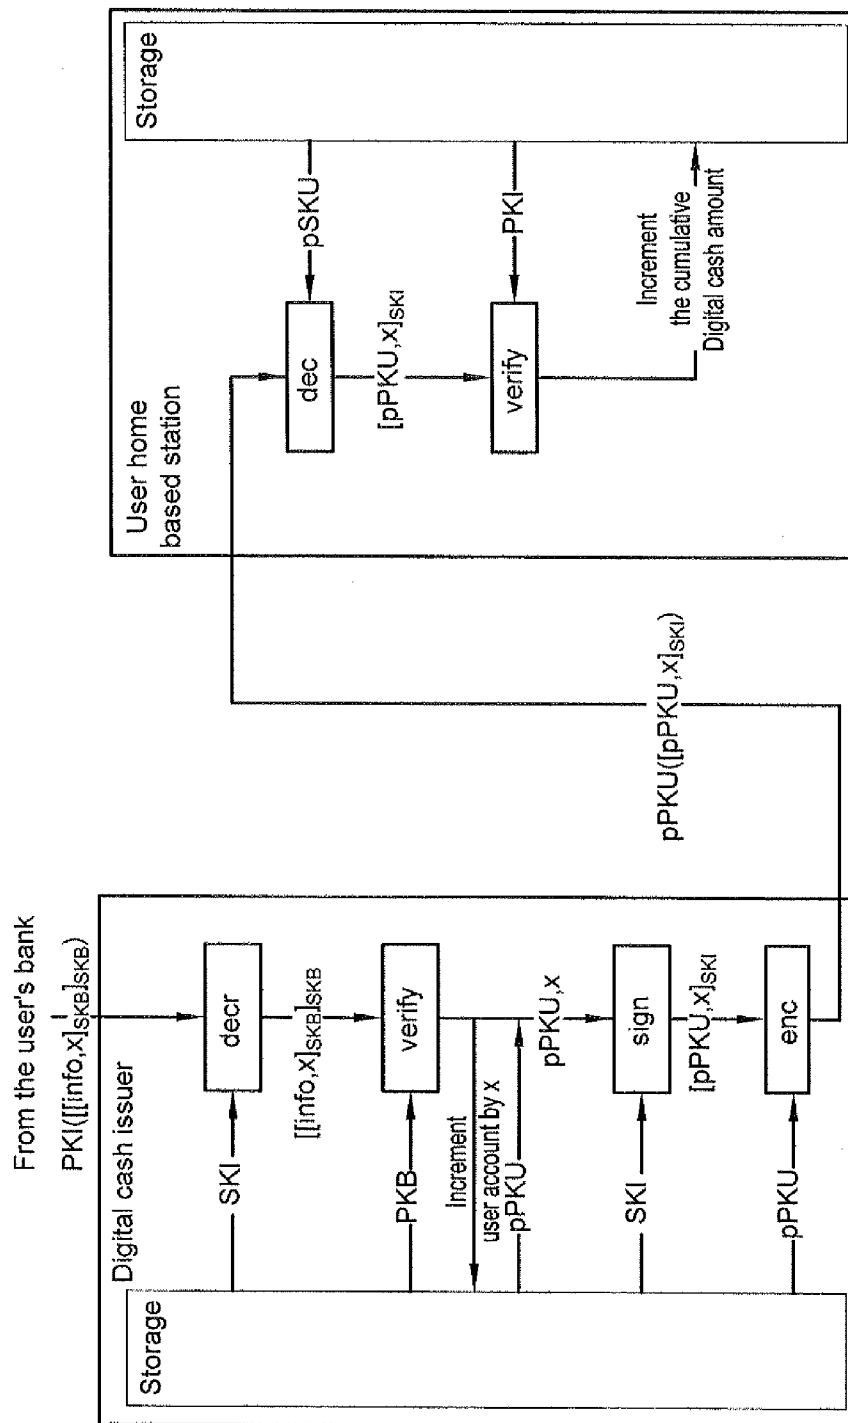 From the user's bank
PKI([[info,x]SKB]SKB)
Digital cash issuer
Storage
SKI
decr
[[info,x]SKB]SKB
PKB
verify
Increment
user account by x
pPKU
pPKU,x
SKI
sign
[pPKU,x]SKI
pPKU
enc
pPKU([pPKU,x]SKI)
User home
based station
Storage
pSKU
dec
[pPKU,x]SKI
PKI
verify
Increment
the cumulative
Digital cash amount